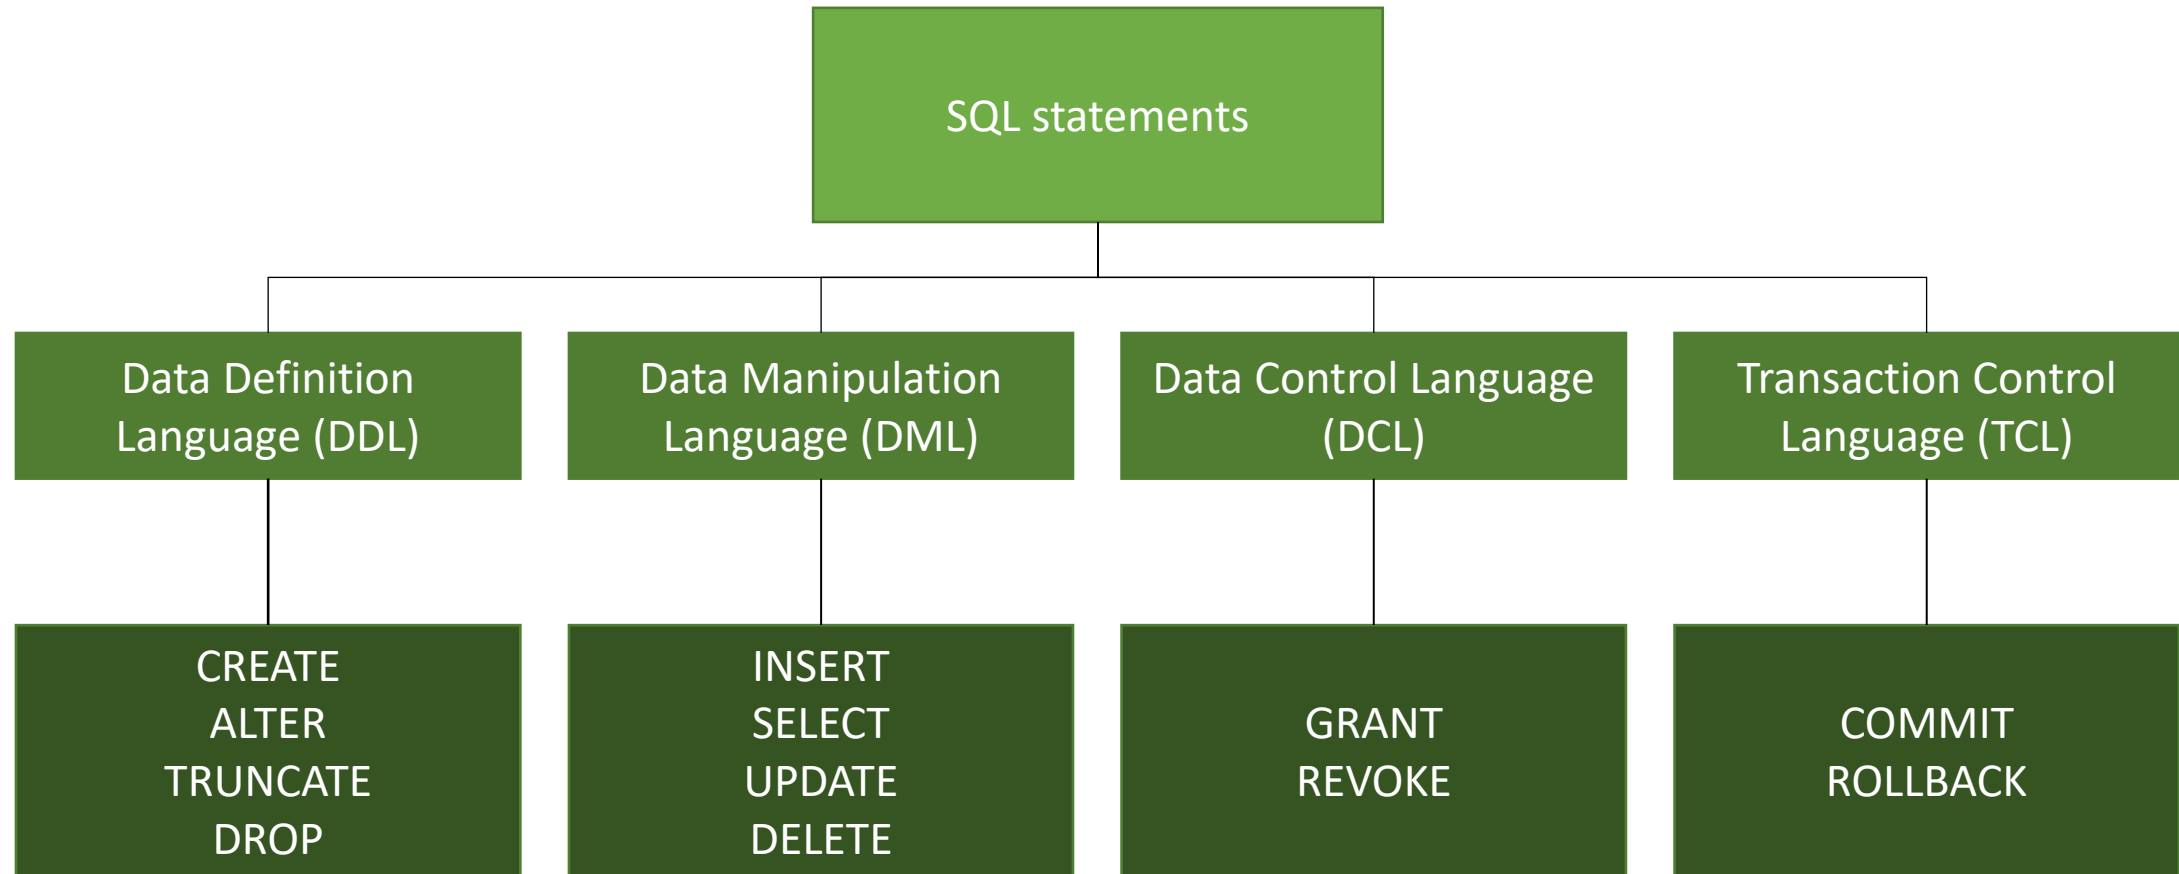 SQL statements
Data Definition
Language (DDL)
Data Manipulation
Language (DML)
Data Control Language
(DCL)
Transaction Control
Language (TCL)
CREATE
ALTER
TRUNCATE
DROP
INSERT
SELECT
UPDATE
DELETE
GRANT
REVOKE
COMMIT
ROLLBACK